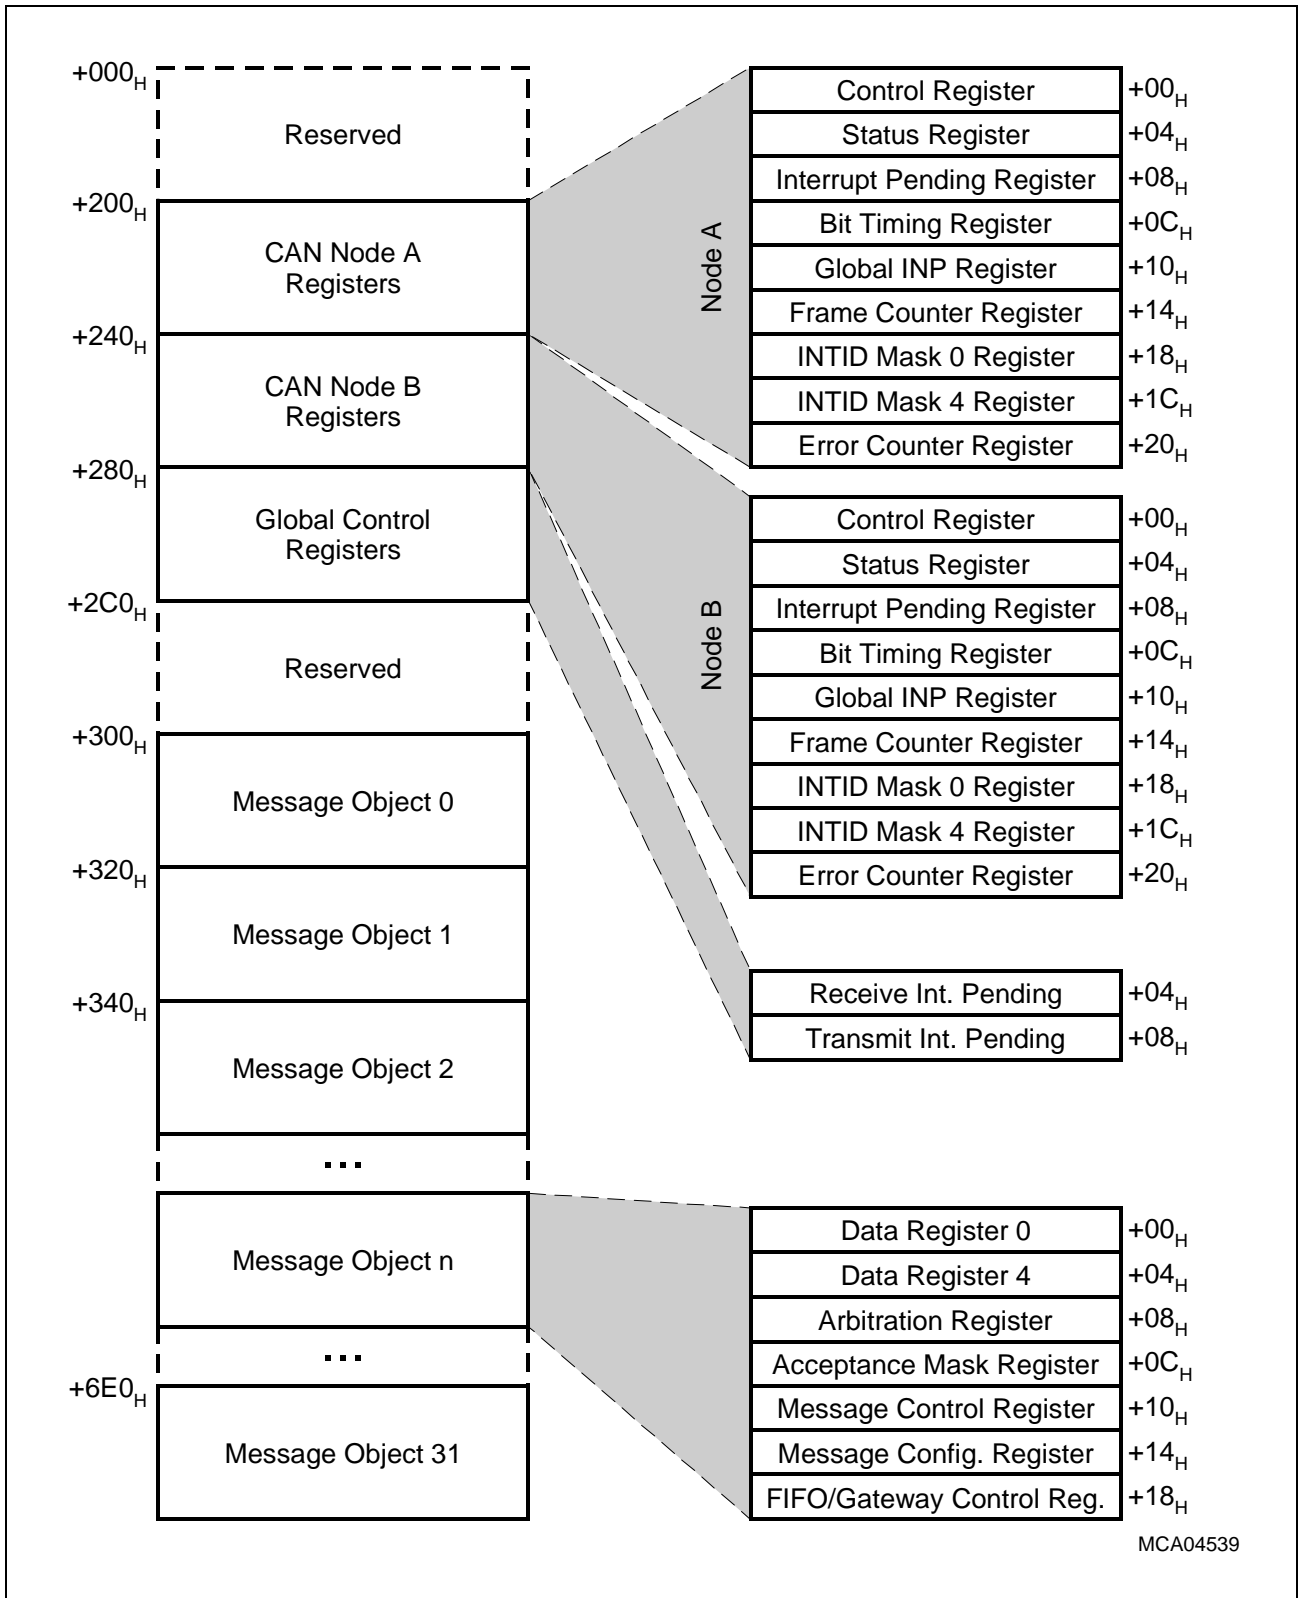 +000H
Reserved
+200H
CAN Node A
Registers
+240H
CAN Node B
Registers
+280H
Global Control
Registers
+2C0H
Reserved
+300H
Message Object 0
+320H
Message Object 1
+340H
Message Object 2
...
Message Object n
...
+6E0H
Message Object 31
Node A
Control Register +00H
Status Register +04H
Interrupt Pending Register +08H
Bit Timing Register +0CH
Global INP Register +10H
Frame Counter Register +14H
INTID Mask 0 Register +18H
INTID Mask 4 Register +1CH
Error Counter Register +20H
Node B
Control Register +00H
Status Register +04H
Interrupt Pending Register +08H
Bit Timing Register +0CH
Global INP Register +10H
Frame Counter Register +14H
INTID Mask 0 Register +18H
INTID Mask 4 Register +1CH
Error Counter Register +20H
Receive Int. Pending +04H
Transmit Int. Pending +08H
Data Register 0 +00H
Data Register 4 +04H
Arbitration Register +08H
Acceptance Mask Register +0CH
Message Control Register +10H
Message Config. Register +14H
FIFO/Gateway Control Reg. +18H
MCA04539